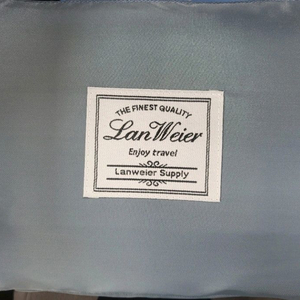 THE FINEST QUALITY
LanWeier
Enjoy travel
Lanweier Supply